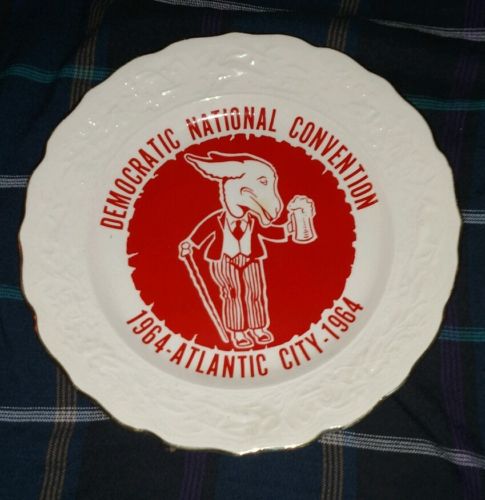 DEMOCRATIC NATIONAL CONVENTION
1964-ATLANTIC CITY-1964